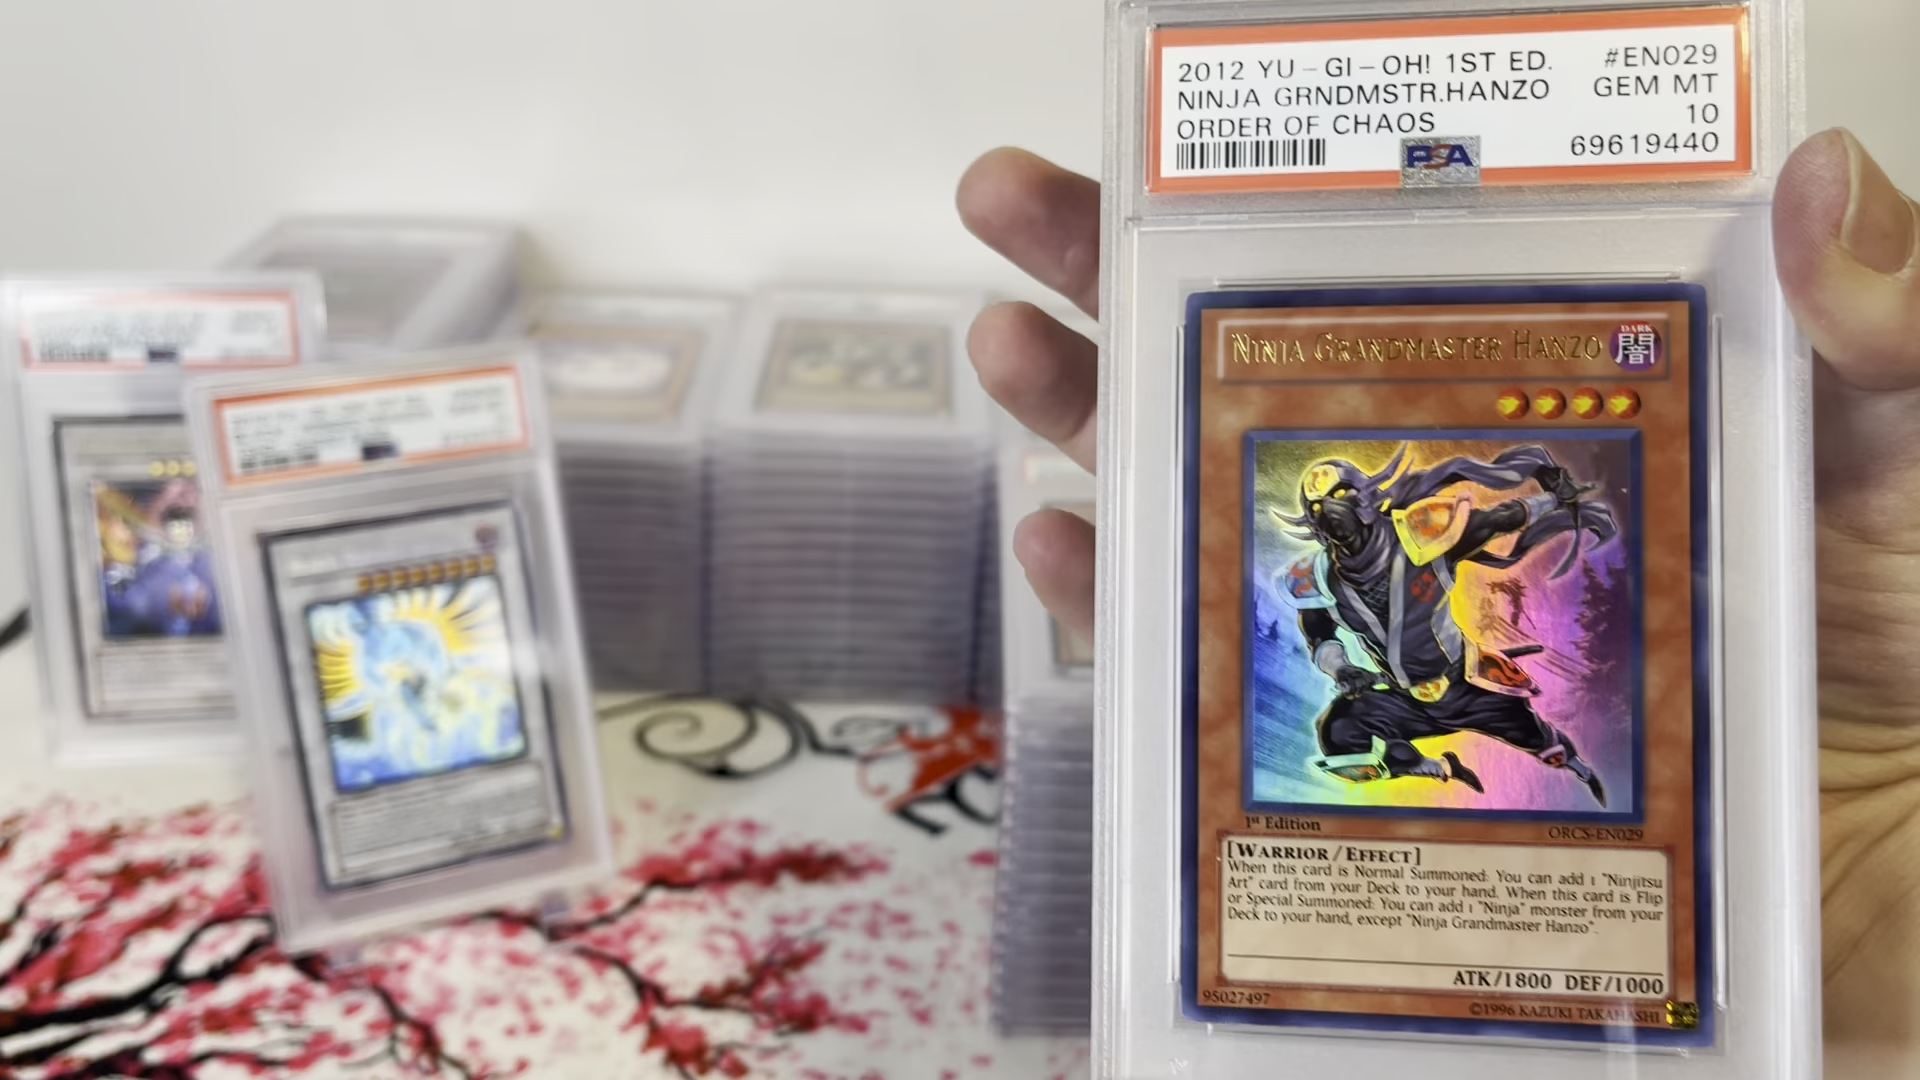 2012 YU-GI-OH! 1ST ED. #EN029
NINJA GRNDMSTR.HANZO GEM MT
ORDER OF CHAOS 10
PSA 69619440
NINJA GRANDMASTER HANZO
DARK
闇
1st Edition
ORCS-EN029
[WARRIOR/EFFECT]
When this card is Normal Summoned: You can add 1 "Ninjitsu
Art" card from your Deck to your hand. When this card is Flip
or Special Summoned: You can add 1 "Ninja" monster from your
Deck to your hand, except "Ninja Grandmaster Hanzo".
ATK/1800 DEF/1000
95027497
©1996 KAZUKI TAKAHASHI